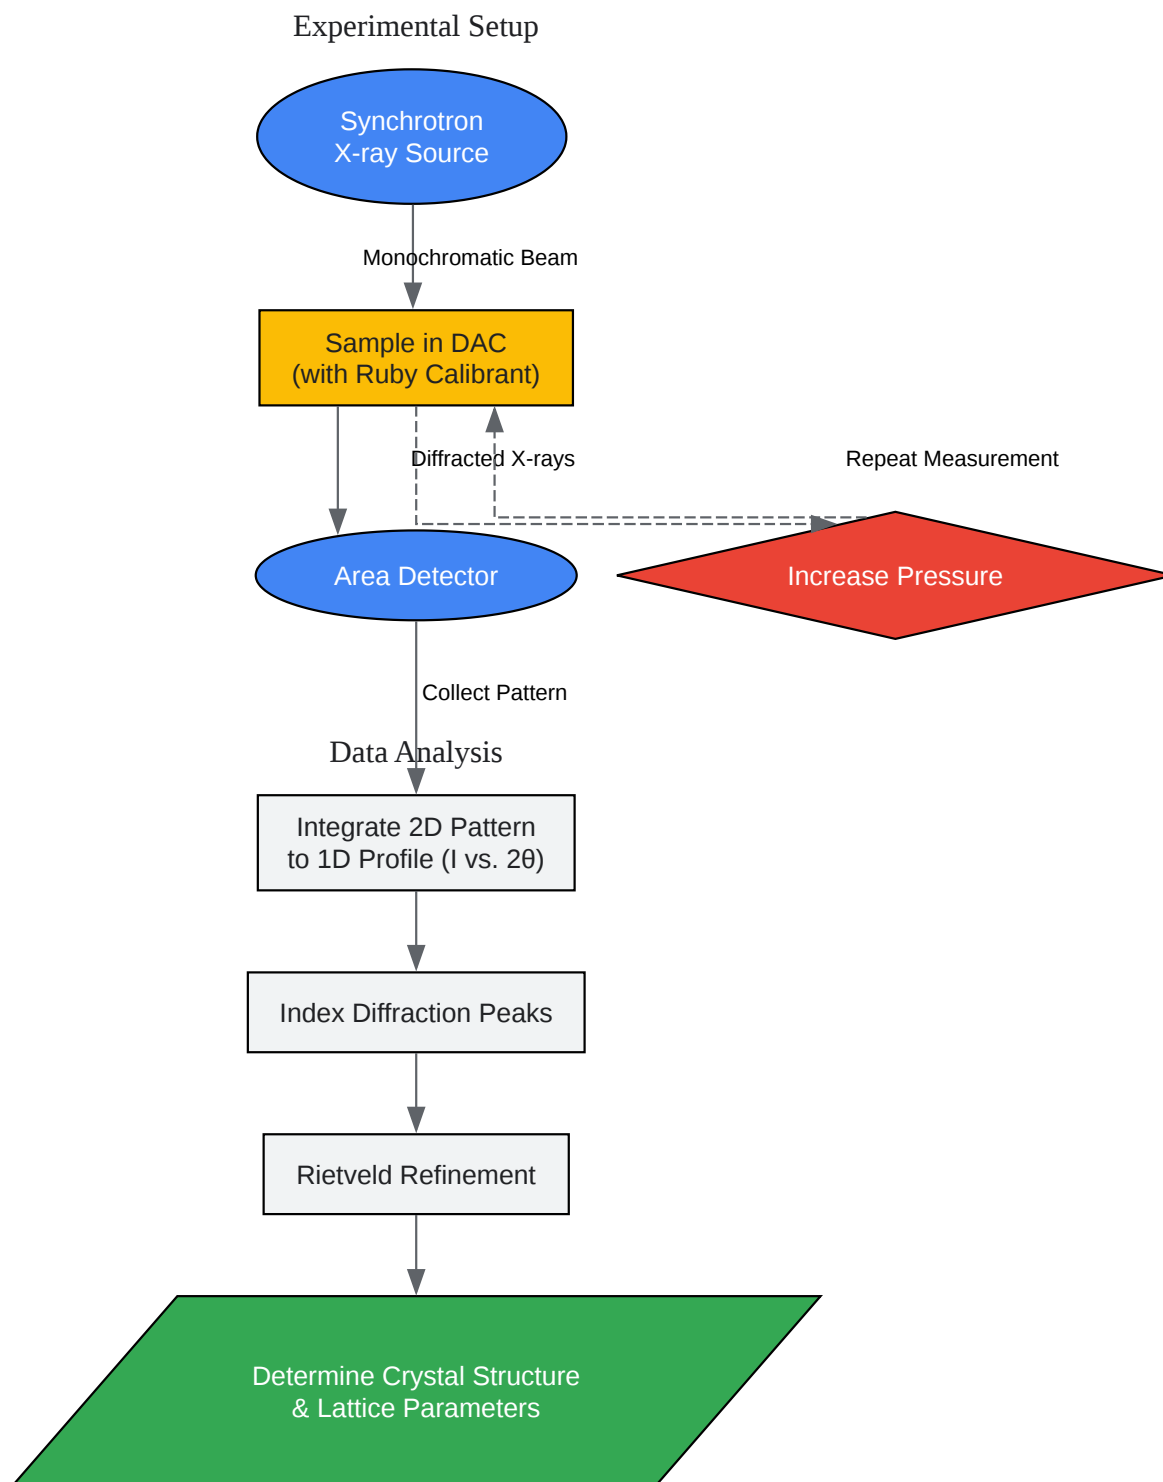 Experimental Setup
Synchrotron
X-ray Source
Monochromatic Beam
Sample in DAC
(with Ruby Calibrant)
Diffracted X-rays
Repeat Measurement
Area Detector
Increase Pressure
Collect Pattern
Data Analysis
Integrate 2D Pattern
to 1D Profile (I vs. 2θ)
Index Diffraction Peaks
Rietveld Refinement
Determine Crystal Structure
& Lattice Parameters